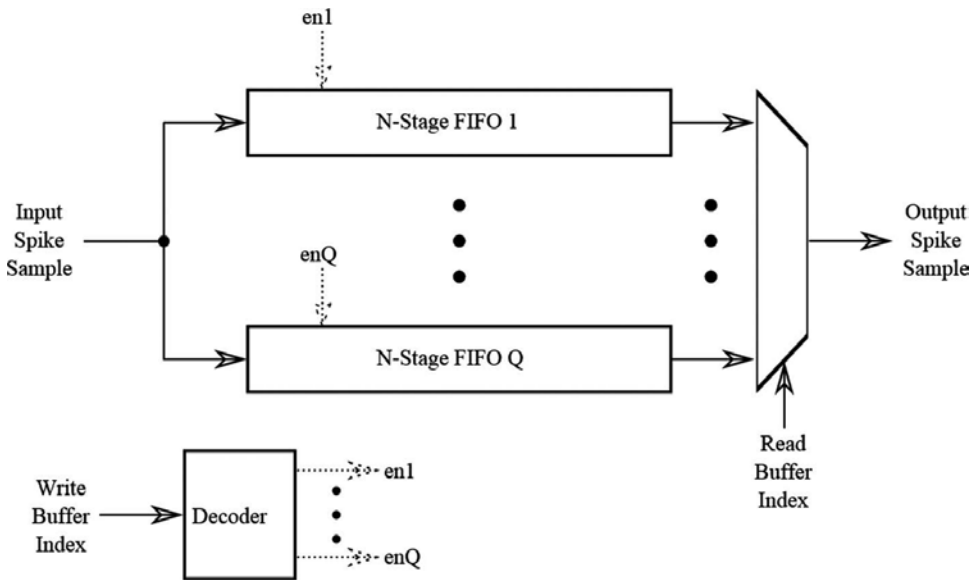 en1
N-Stage FIFO 1
Input
Spike
Sample
Output
Spike
Sample
enQ
N-Stage FIFO Q
Read
Buffer
Index
Write
Buffer
Index
Decoder
en1
enQ